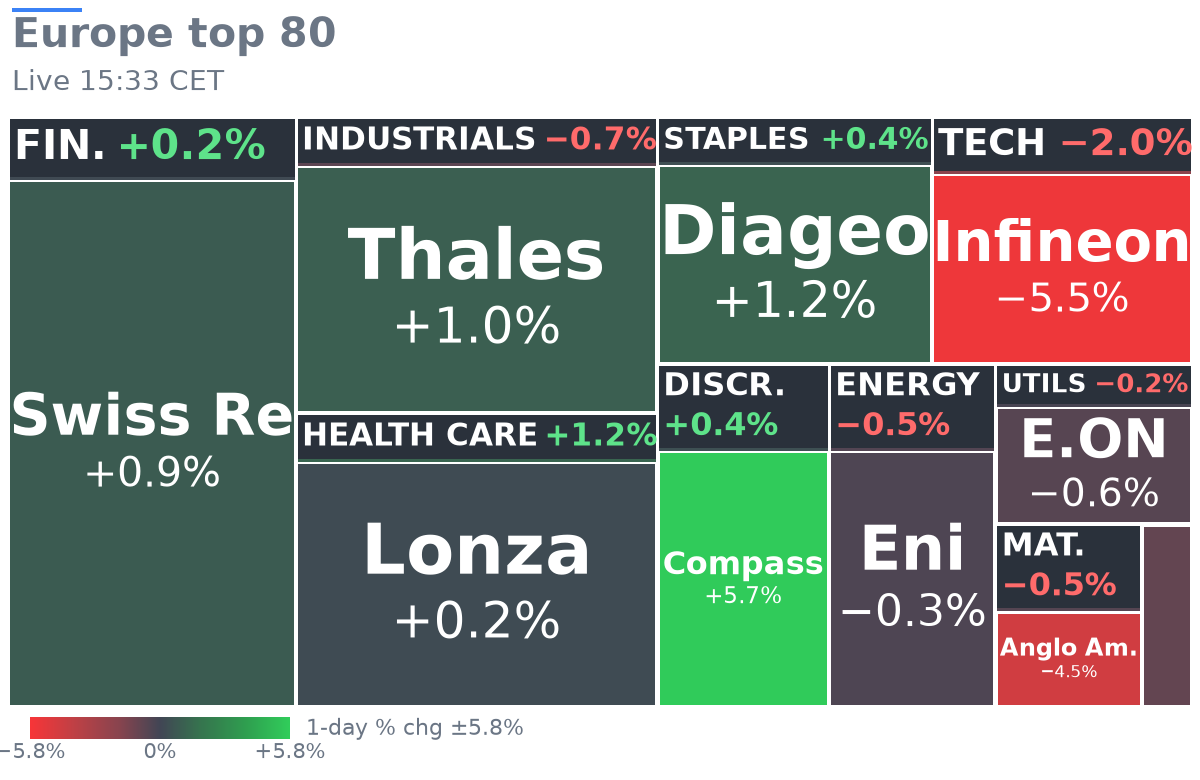 Europe top 80
Live 15:33 CET
FIN. +0.2%
Swiss Re
+0.9%
INDUSTRIALS −0.7%
Thales
+1.0%
HEALTH CARE +1.2%
Lonza
+0.2%
STAPLES +0.4%
Diageo
+1.2%
TECH −2.0%
Infineon
−5.5%
DISCR.
+0.4%
Compass
+5.7%
ENERGY
−0.5%
Eni
−0.3%
UTILS −0.2%
E.ON
−0.6%
MAT.
−0.5%
Anglo Am.
−4.5%
1-day % chg ±5.8%
−5.8% 0% +5.8%